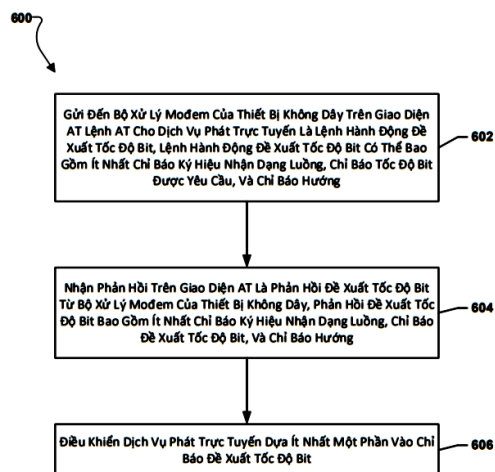 600
Gửi Đến Bộ Xử Lý Mođem Của Thiết Bị Không Dây Trên Giao Diện
AT Lệnh AT Cho Dịch Vụ Phát Trực Tuyến Là Lệnh Hành Động Đề
Xuất Tốc Độ Bit, Lệnh Hành Động Đề Xuất Tốc Độ Bit Có Thể Bao
Gồm Ít Nhất Chỉ Báo Ký Hiệu Nhận Dạng Luồng, Chỉ Báo Tốc Độ Bit
Được Yêu Cầu, Và Chỉ Báo Hướng
602
Nhận Phản Hồi Trên Giao Diện AT Là Phản Hồi Đề Xuất Tốc Độ Bit
Từ Bộ Xử Lý Mođem Của Thiết Bị Không Dây, Phản Hồi Đề Xuất Tốc
Độ Bit Bao Gồm Ít Nhất Chỉ Báo Ký Hiệu Nhận Dạng Luồng, Chỉ Báo
Đề Xuất Tốc Độ Bit, Và Chỉ Báo Hướng
604
Điều Khiển Dịch Vụ Phát Trực Tuyến Dựa Ít Nhất Một Phần Vào Chỉ
Báo Đề Xuất Tốc Độ Bit
606